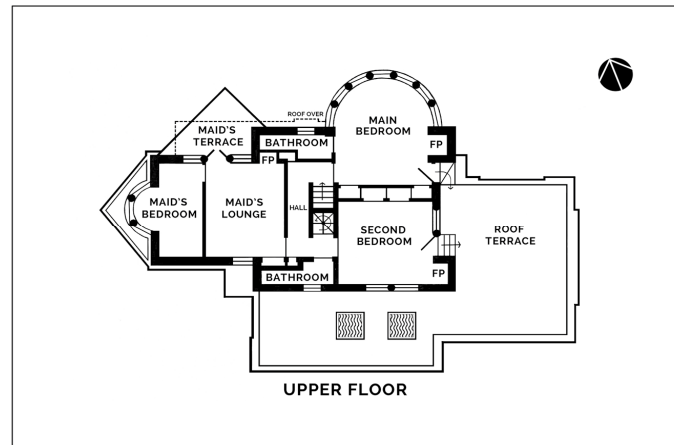 ROOF OVER
MAID'S
TERRACE
BATHROOM
MAIN
BEDROOM
FP
FP
MAID'S
BEDROOM
MAID'S
LOUNGE
HALL
SECOND
BEDROOM
ROOF
TERRACE
FP
BATHROOM
UPPER FLOOR